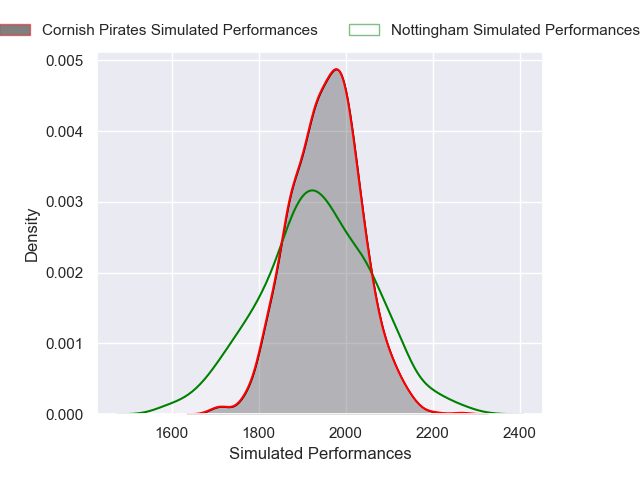 Cornish Pirates Simulated Performances Nottingham Simulated Performances
0.005
0.004
0.003
0.002
0.001
0.000
Density
1600 1800 2000 2200 2400
Simulated Performances